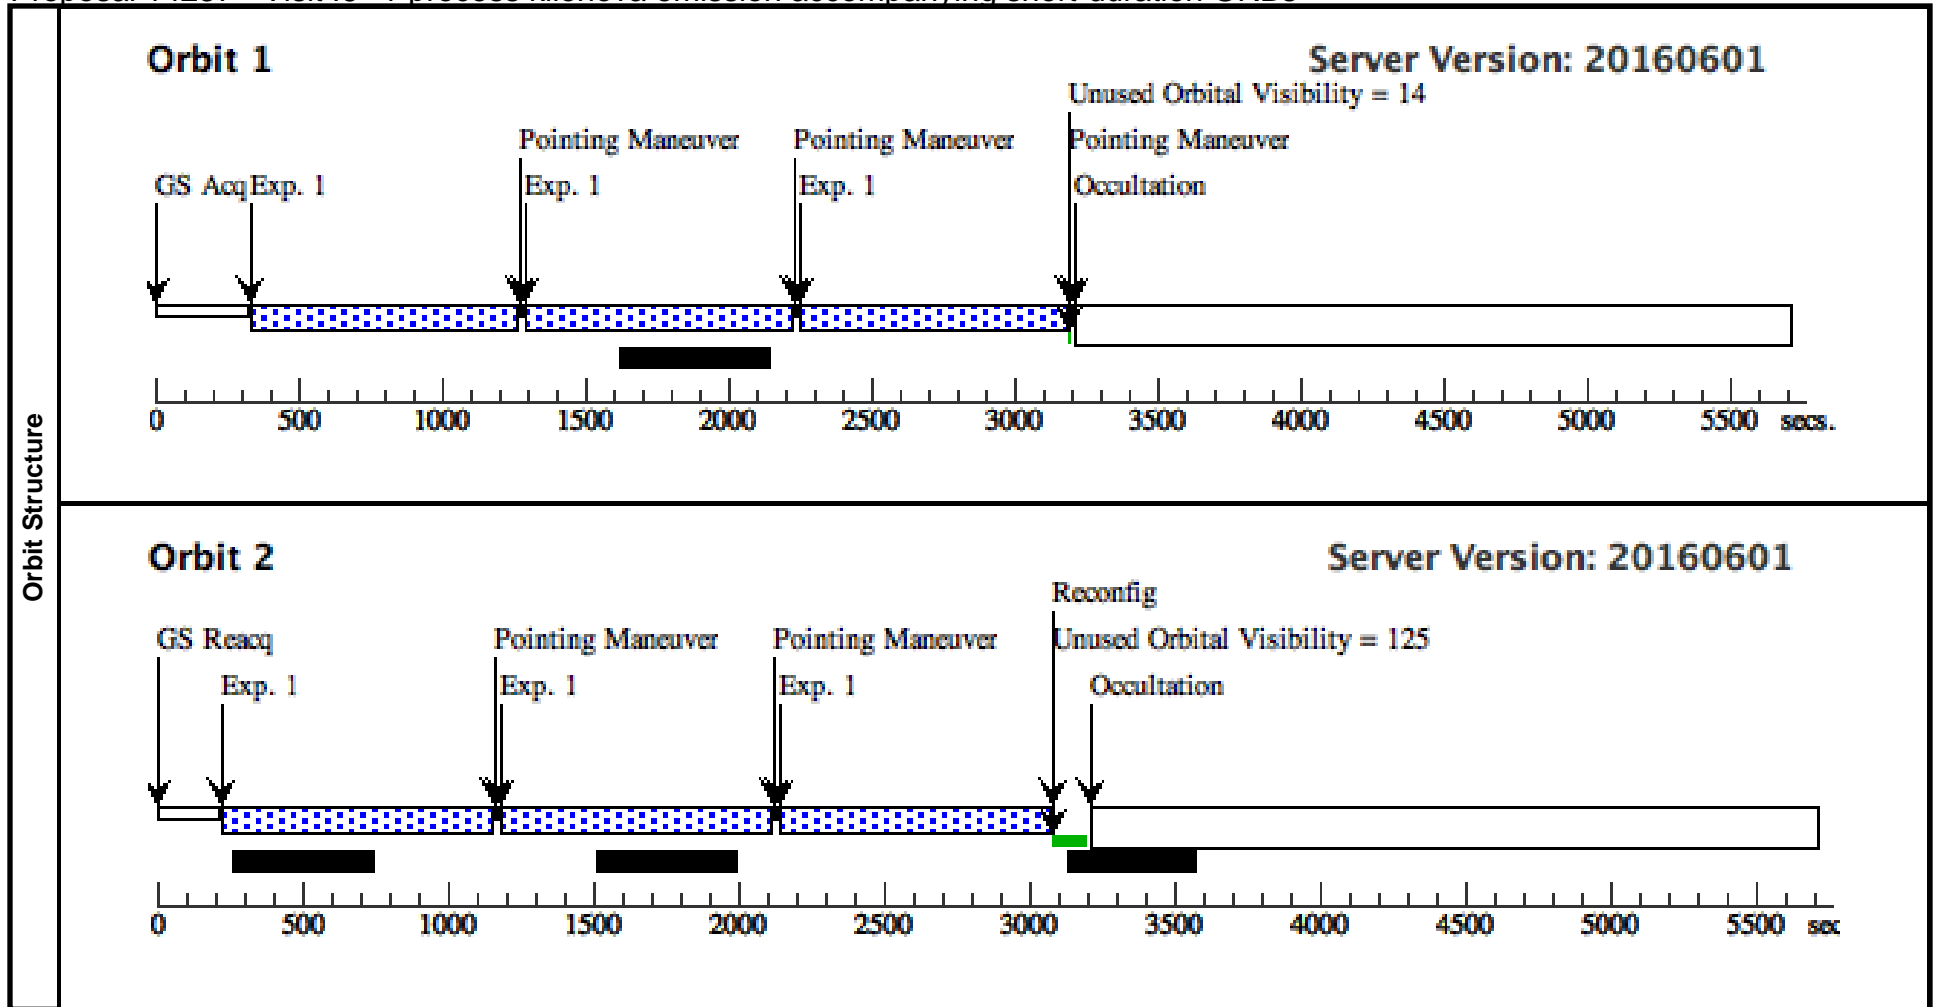 Orbit Structure
Orbit 1
Server Version: 20160601
Unused Orbital Visibility = 14
Pointing Maneuver Pointing Maneuver Pointing Maneuver
GS Acq Exp. 1 Exp. 1 Exp. 1 Occultation
0 500 1000 1500 2000 2500 3000 3500 4000 4500 5000 5500 secs.
Orbit 2
Server Version: 20160601
Reconfig
GS Reacq Pointing Maneuver Pointing Maneuver Unused Orbital Visibility = 125
Exp. 1 Exp. 1 Exp. 1 Occultation
0 500 1000 1500 2000 2500 3000 3500 4000 4500 5000 5500 sec